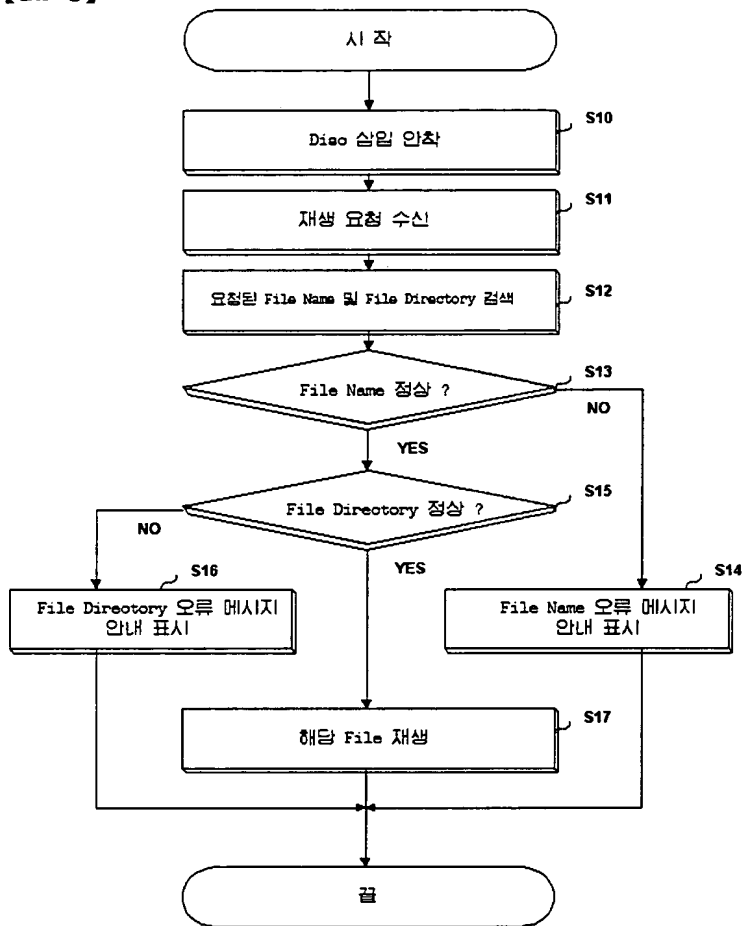 시 작
S10
Disc 삽입 안착
S11
재생 요청 수신
S12
요청된 File Name 및 File Directory 검색
S13
File Name 정상 ?
NO
YES
S15
File Directory 정상 ?
NO
YES
S16
File Directory 오류 메시지
안내 표시
S14
File Name 오류 메시지
안내 표시
S17
해당 File 재생
끝